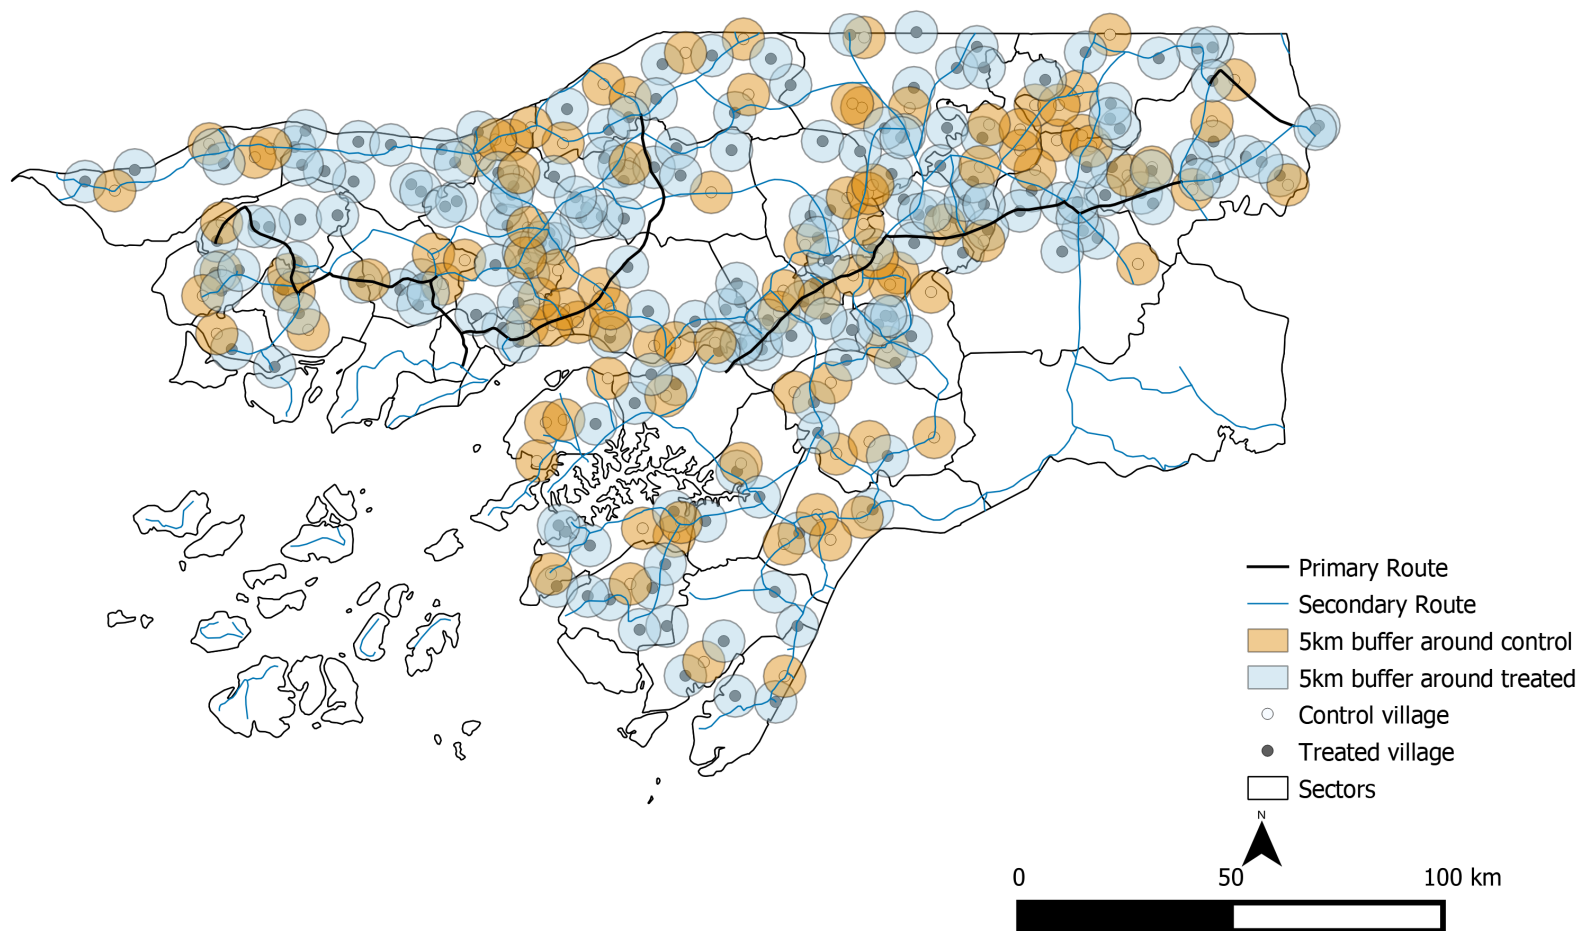 Primary Route
Secondary Route
5km buffer around control
5km buffer around treated
Control village
Treated village
Sectors
N
0 50 100 km